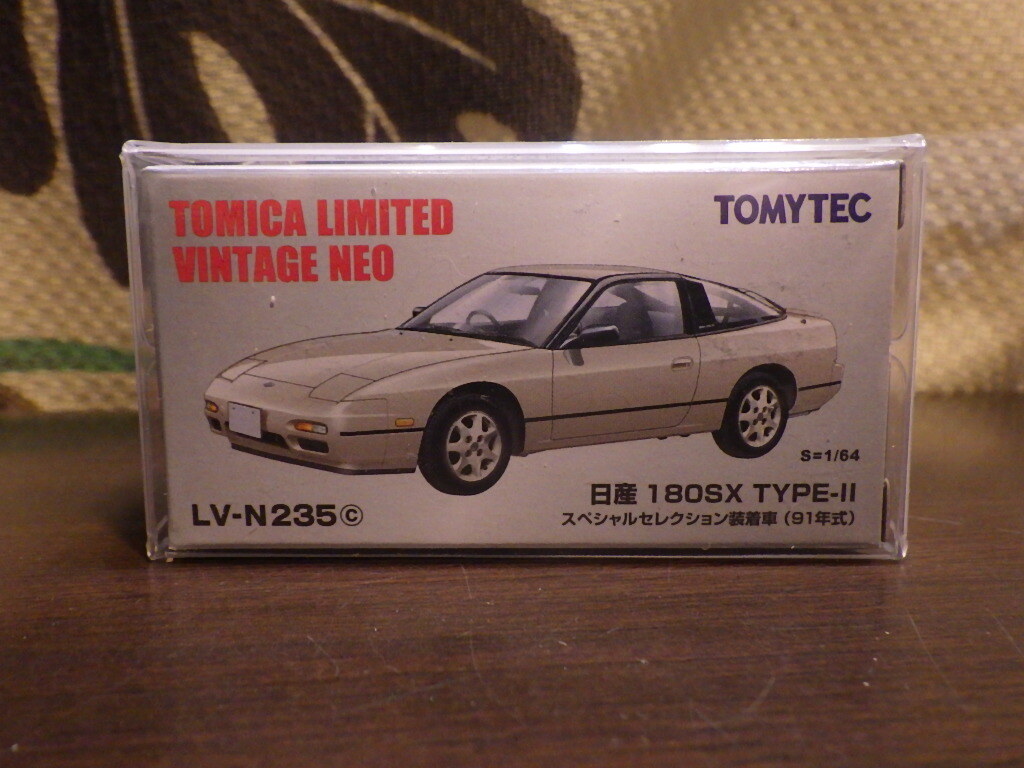 TOMICA LIMITED
VINTAGE NEO
TOMYTEC
S=1/64
LV-N235ⓒ
日産 180SX TYPE-II
スペシャルセレクション装着車 (91年式)